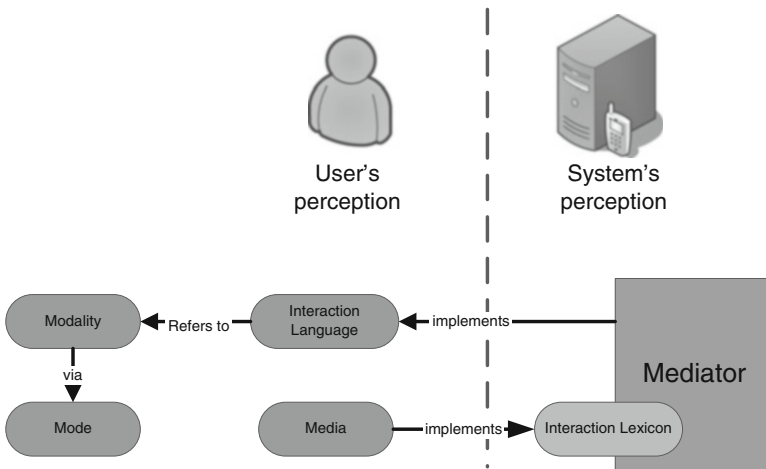 User's
perception
System's
perception
Modality
Refers to
Interaction
Language
implements
Mediator
via
Mode
Media
implements
Interaction Lexicon